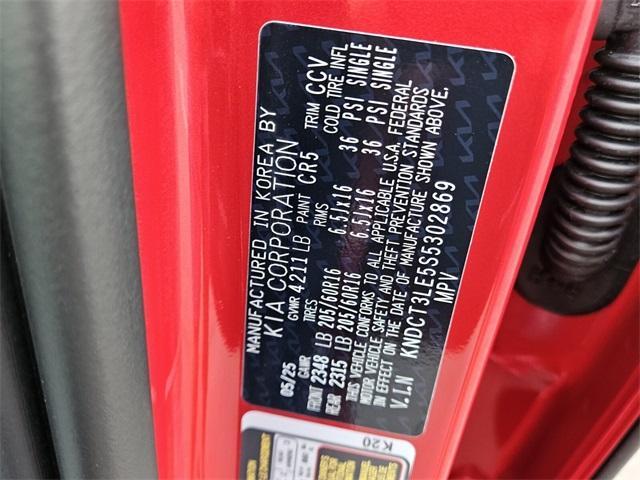 MANUFACTURED IN KOREA BY
KIA CORPORATION
05/25 GVWR 4211 LB PAINT CR5 TRIM CCV
GAWR TIRES RIMS COLD TIRE INFL
FRONT 2348 LB 205/60R16 6.5Jx16 36 PSI SINGLE
REAR 2315 LB 205/60R16 6.5Jx16 36 PSI SINGLE
THIS VEHICLE CONFORMS TO ALL APPLICABLE U.S.A. FEDERAL
MOTOR VEHICLE SAFETY AND THEFT PREVENTION STANDARDS
IN EFFECT ON THE DATE OF MANUFACTURE SHOWN ABOVE.
V.I.N KNDCT3LE5S5302869
MPV
K20